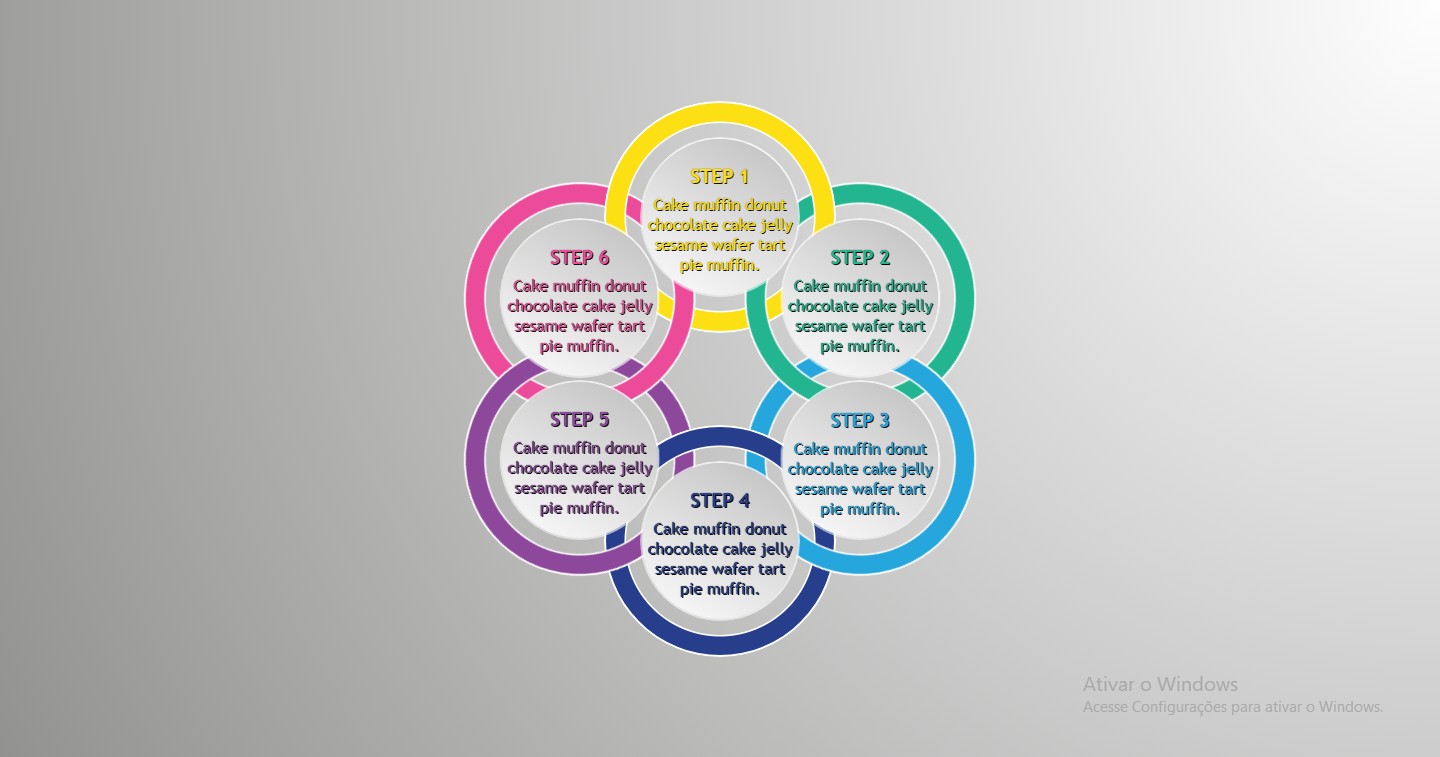 STEP 1
Cake muffin donut
chocolate cake jelly
sesame wafer tart
pie muffin.
STEP 2
Cake muffin donut
chocolate cake jelly
sesame wafer tart
pie muffin.
STEP 3
Cake muffin donut
chocolate cake jelly
sesame wafer tart
pie muffin.
STEP 4
Cake muffin donut
chocolate cake jelly
sesame wafer tart
pie muffin.
STEP 5
Cake muffin donut
chocolate cake jelly
sesame wafer tart
pie muffin.
STEP 6
Cake muffin donut
chocolate cake jelly
sesame wafer tart
pie muffin.
Ativar o Windows
Acesse Configurações para ativar o Windows.